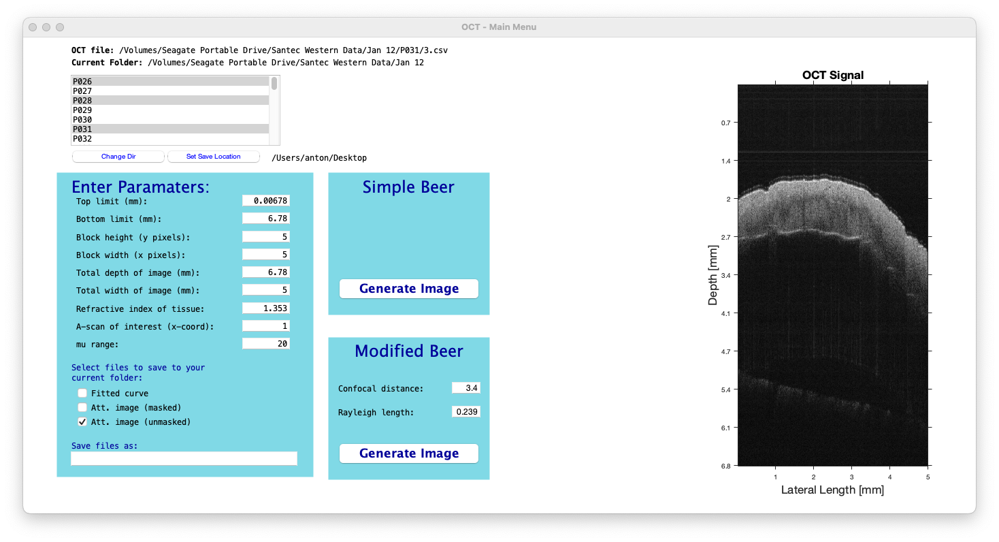 OCT - Main Menu
OCT file: /Volumes/Seagate Portable Drive/Santec Western Data/Jan 12/P031/3.csv
Current Folder: /Volumes/Seagate Portable Drive/Santec Western Data/Jan 12
P026
P027
P028
P029
P030
P031
P032
Change Dir
Set Save Location
/Users/anton/Desktop
Enter Paramaters:
Top limit (mm): 0.00678
Bottom limit (mm): 6.78
Block height (y pixels): 5
Block width (x pixels): 5
Total depth of image (mm): 6.78
Total width of image (mm): 5
Refractive index of tissue: 1.353
A-scan of interest (x-coord): 1
mu range: 20
Select files to save to your
current folder:
Fitted curve
Att. image (masked)
Att. image (unmasked)
Save files as:
Simple Beer
Generate Image
Modified Beer
Confocal distance: 3.4
Rayleigh length: 0.239
Generate Image
OCT Signal
Depth [mm]
0.7
1.4
2
2.7
3.4
4.1
4.7
5.4
6.1
6.8
1 2 3 4 5
Lateral Length [mm]